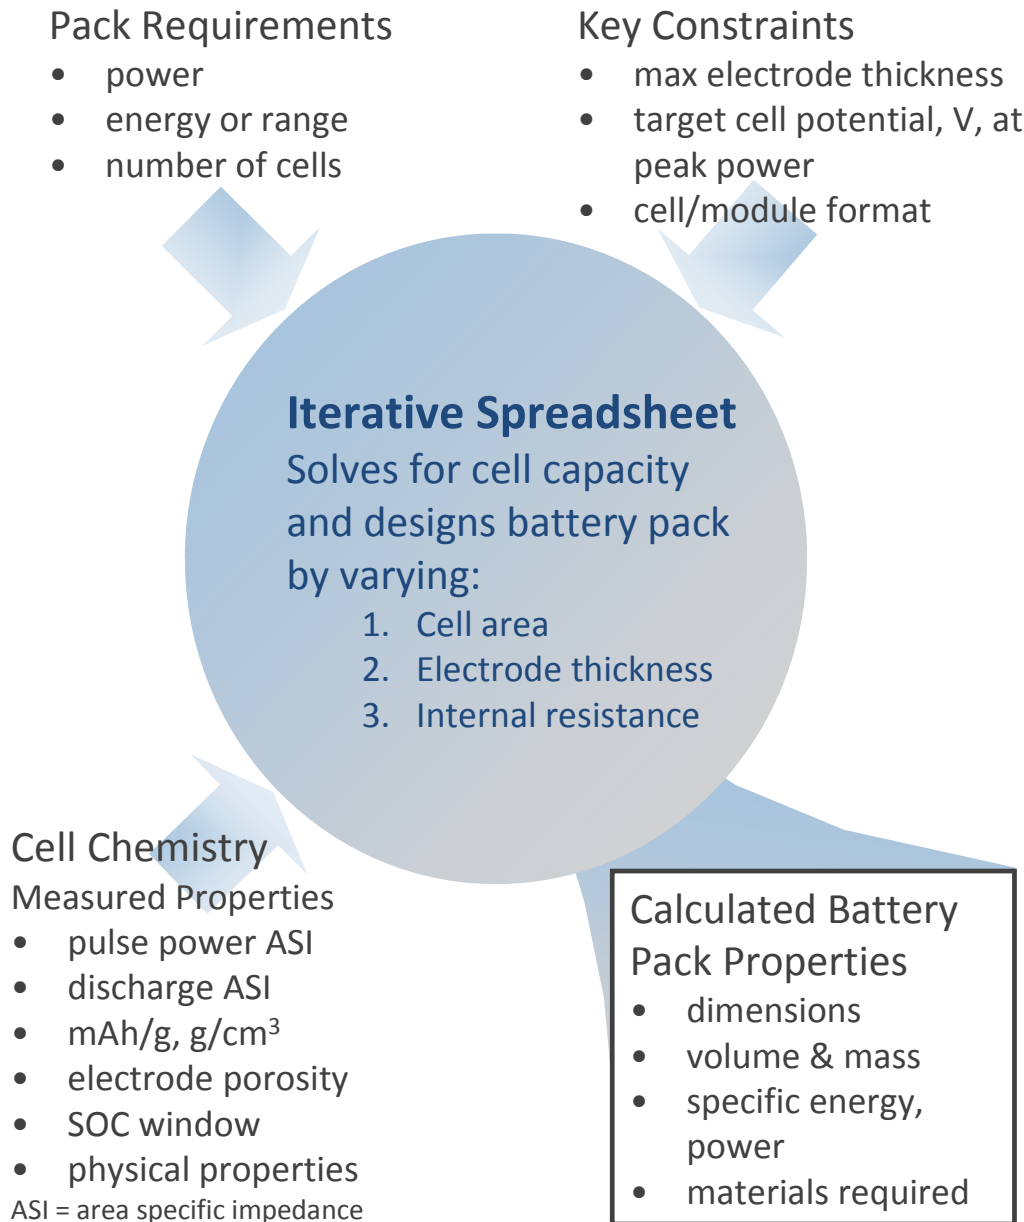 Pack Requirements
• power
• energy or range
• number of cells
Key Constraints
• max electrode thickness
• target cell potential, V, at
peak power
• cell/module format
Iterative Spreadsheet
Solves for cell capacity
and designs battery pack
by varying:
1. Cell area
2. Electrode thickness
3. Internal resistance
Cell Chemistry
Measured Properties
• pulse power ASI
• discharge ASI
• mAh/g, g/cm³
• electrode porosity
• SOC window
• physical properties
ASI = area specific impedance
Calculated Battery
Pack Properties
• dimensions
• volume & mass
• specific energy,
power
• materials required